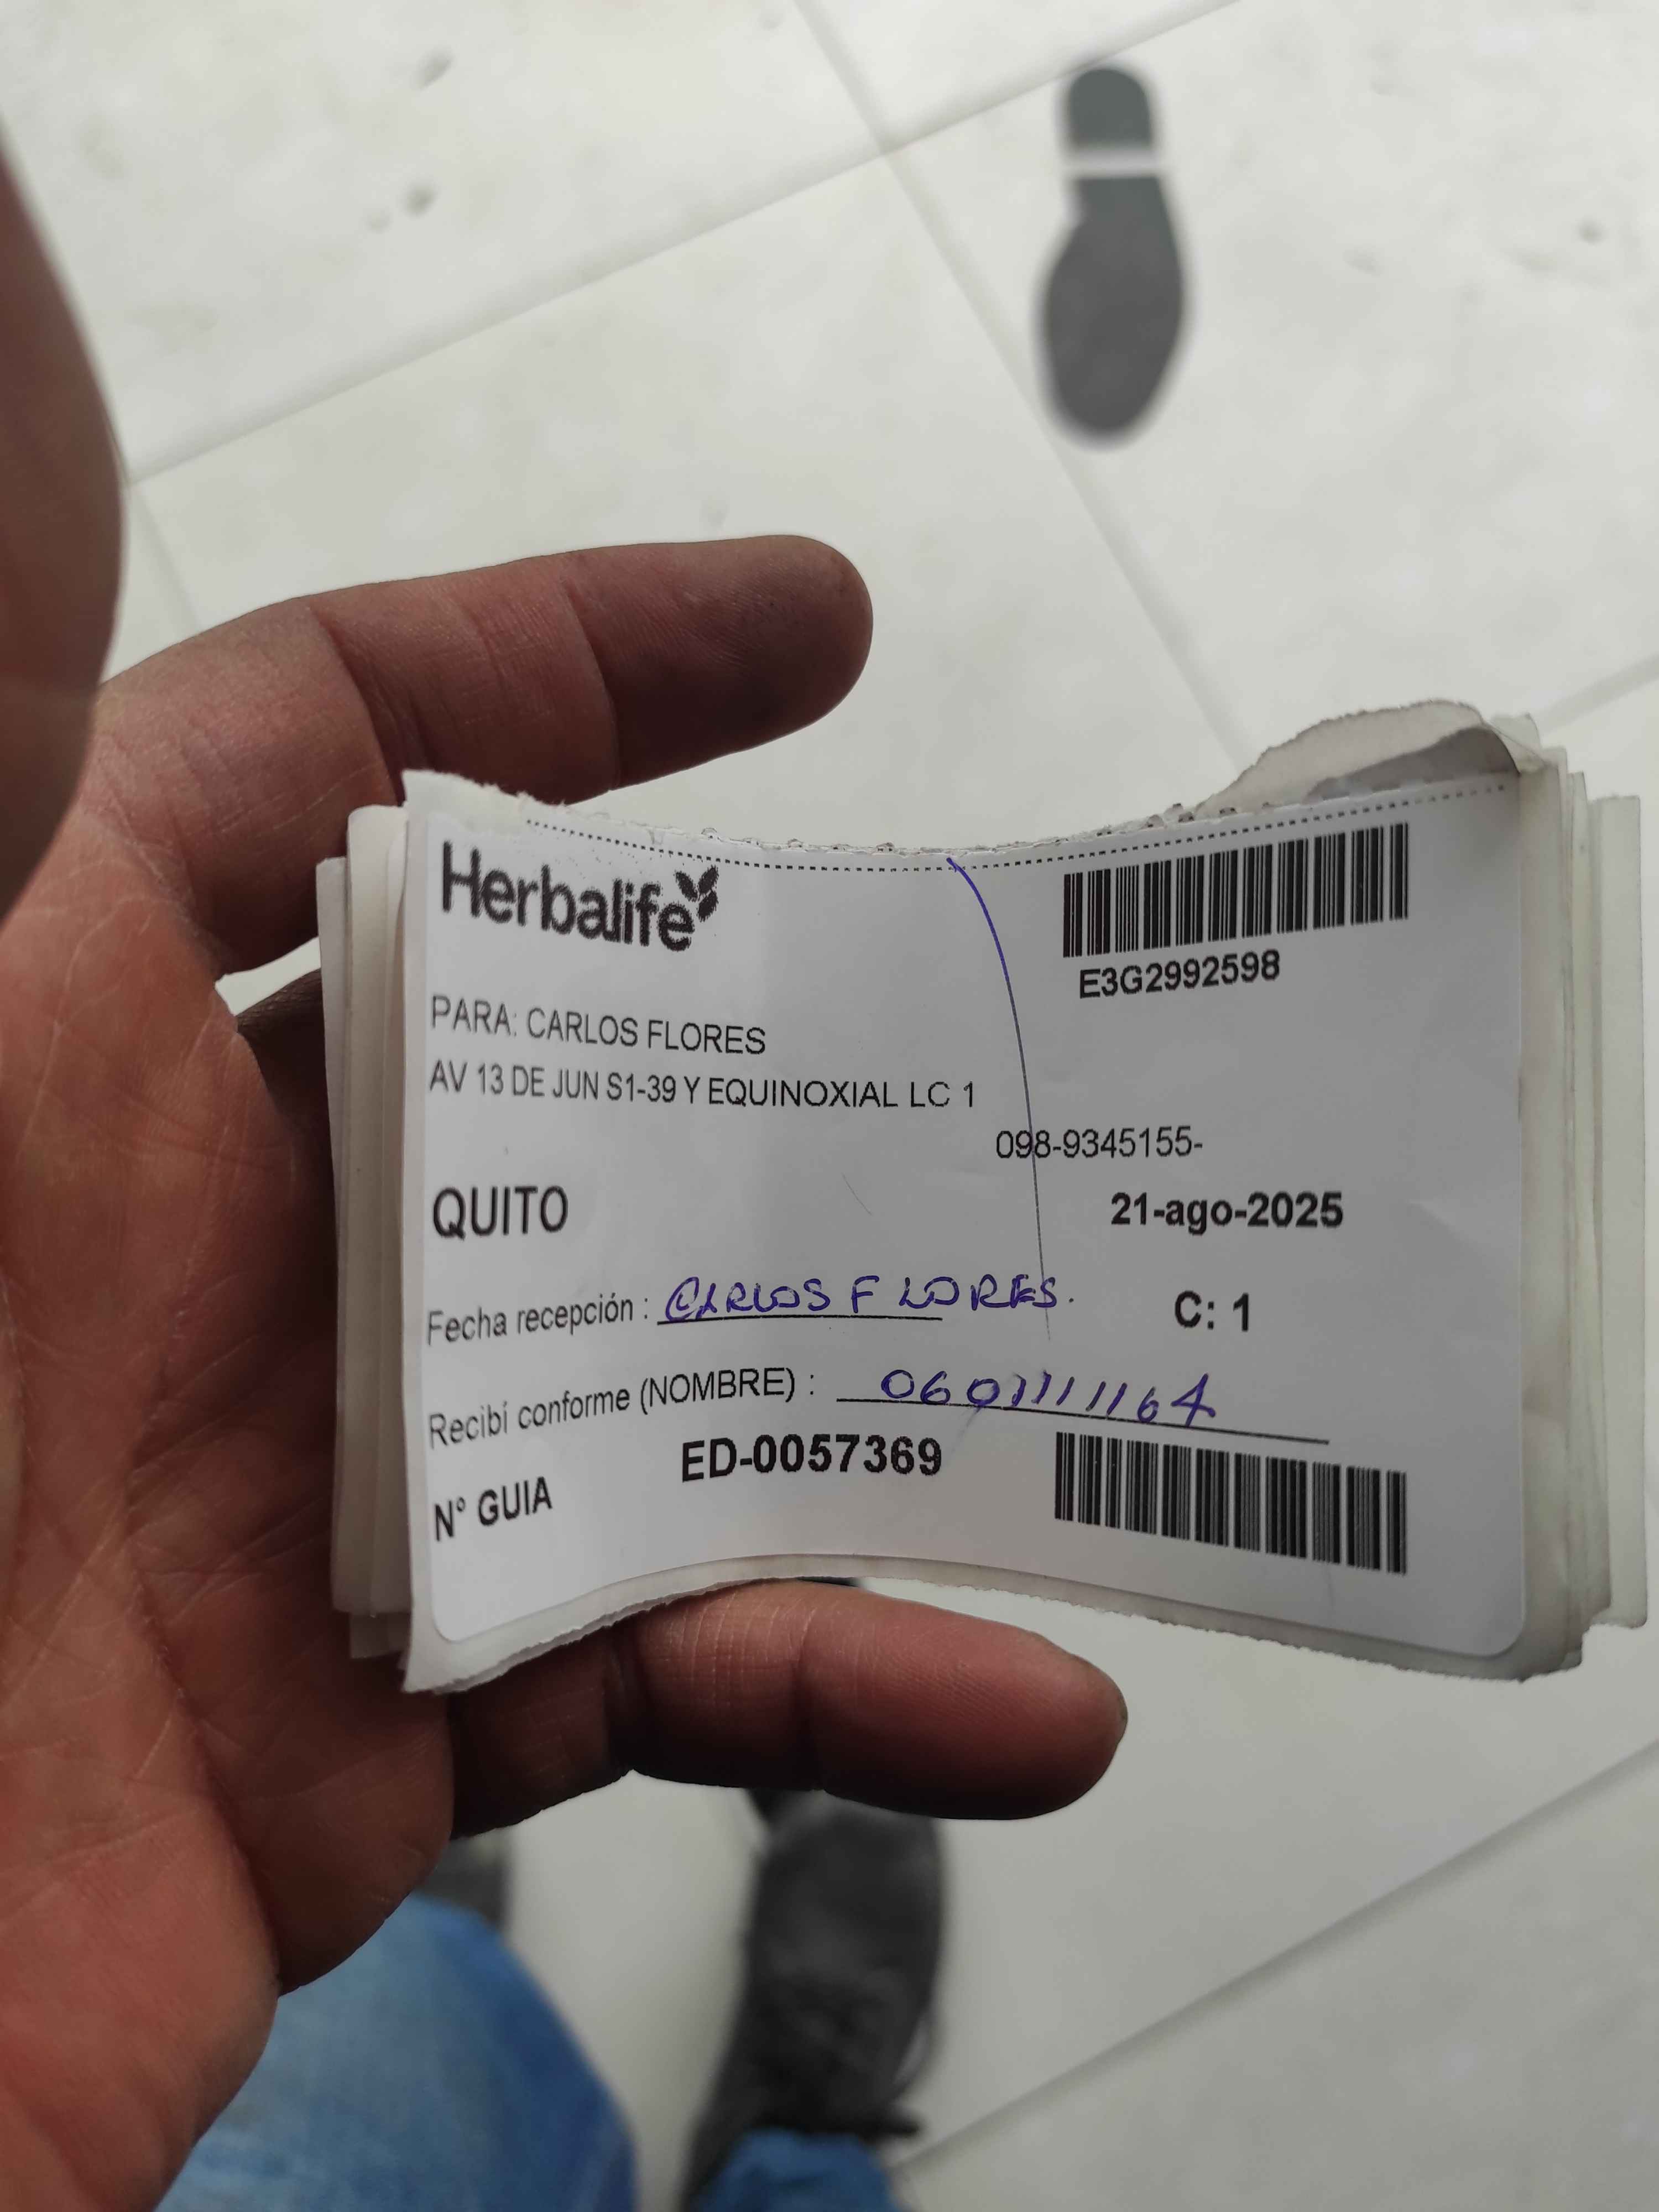 Herbalife
E3G2992598
PARA: CARLOS FLORES
AV 13 DE JUN S1-39 Y EQUINOXIAL LC 1
098-9345155-
QUITO
21-ago-2025
Fecha recepción : CARLOS FLORES.
C: 1
Recibí conforme (NOMBRE) :
N° GUIA ED-0057369